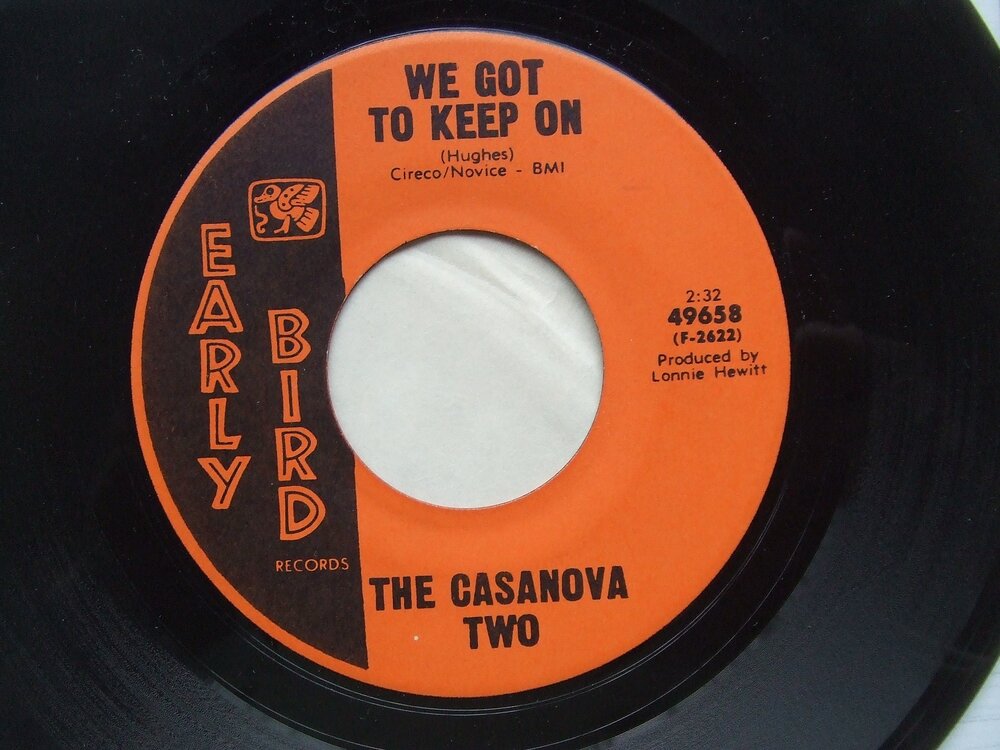 WE GOT
TO KEEP ON
(Hughes)
Cireco/Novice - BMI
EARLY
BIRD
RECORDS
2:32
49658
(F-2622)
Produced by
Lonnie Hewitt
THE CASANOVA
TWO